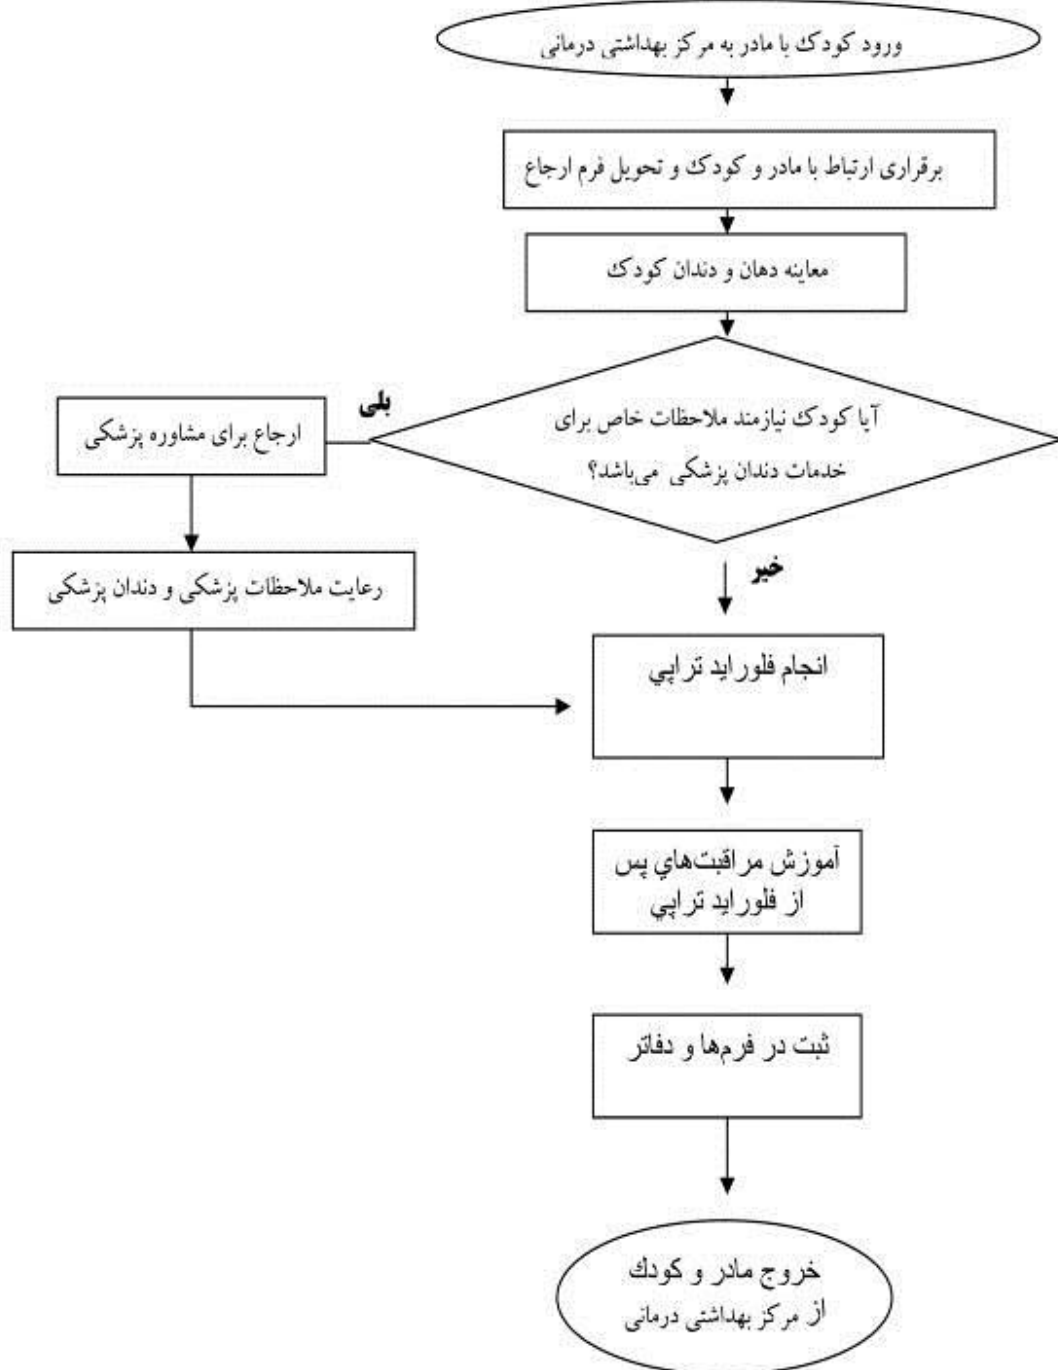 ورود کودک با مادر به مرکز بهداشتی درمانی
برقراری ارتباط با مادر و کودک و تحویل فرم ارجاع
معاینه دهان و دندان کودک
آیا کودک نیازمند ملاحظات خاص برای
خدمات دندان پزشکی می‌باشد؟
بلی
ارجاع برای مشاوره پزشکی
رعایت ملاحظات پزشکی و دندان پزشکی
خیر
انجام فلورايد تراپي
آموزش مراقبت‌هاي پس
از فلورايد تراپي
ثبت در فرم‌ها و دفاتر
خروج مادر و كودك
از مرکز بهداشتی درمانی